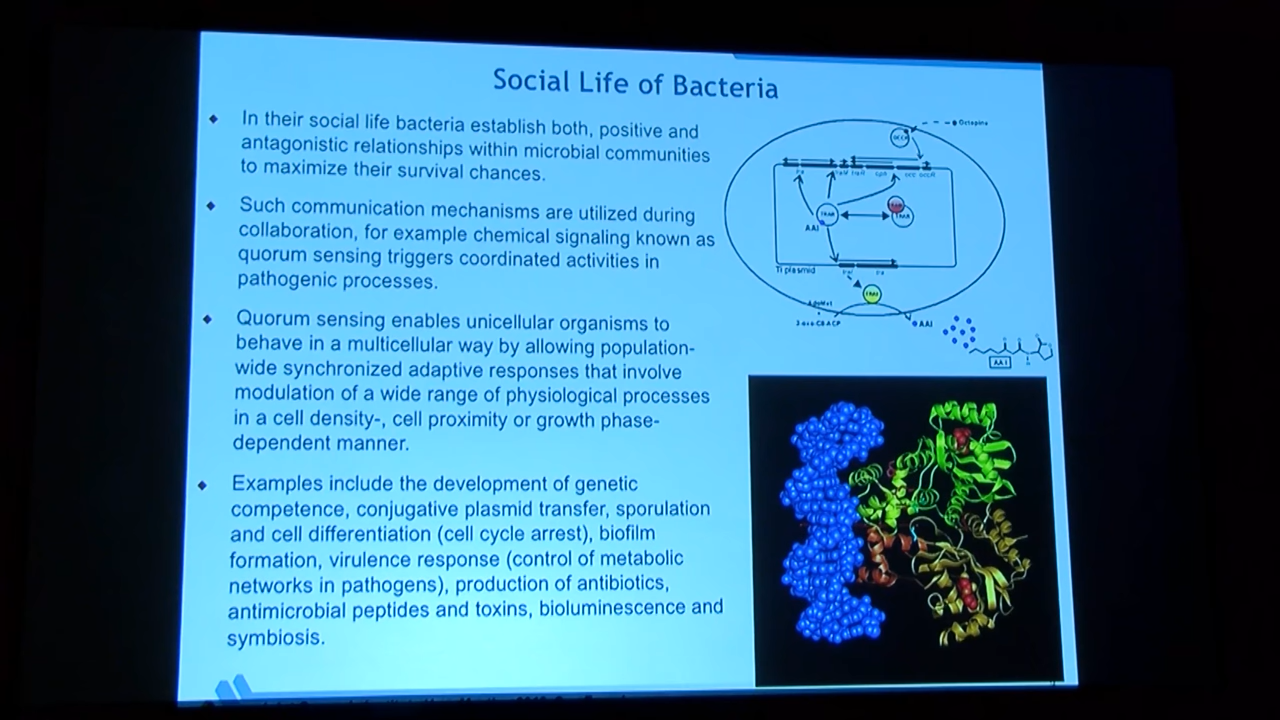 Social Life of Bacteria
In their social life bacteria establish both, positive and
antagonistic relationships within microbial communities
to maximize their survival chances.
Such communication mechanisms are utilized during
collaboration, for example chemical signaling known as
quorum sensing triggers coordinated activities in
pathogenic processes.
Quorum sensing enables unicellular organisms to
behave in a multicellular way by allowing population-
wide synchronized adaptive responses that involve
modulation of a wide range of physiological processes
in a cell density-, cell proximity or growth phase-
dependent manner.
Examples include the development of genetic
competence, conjugative plasmid transfer, sporulation
and cell differentiation (cell cycle arrest), biofilm
formation, virulence response (control of metabolic
networks in pathogens), production of antibiotics,
antimicrobial peptides and toxins, bioluminescence and
symbiosis.
Octopine
OCCR
TRAR
TRAR
AAI
Ti plasmid
AAI
AAI